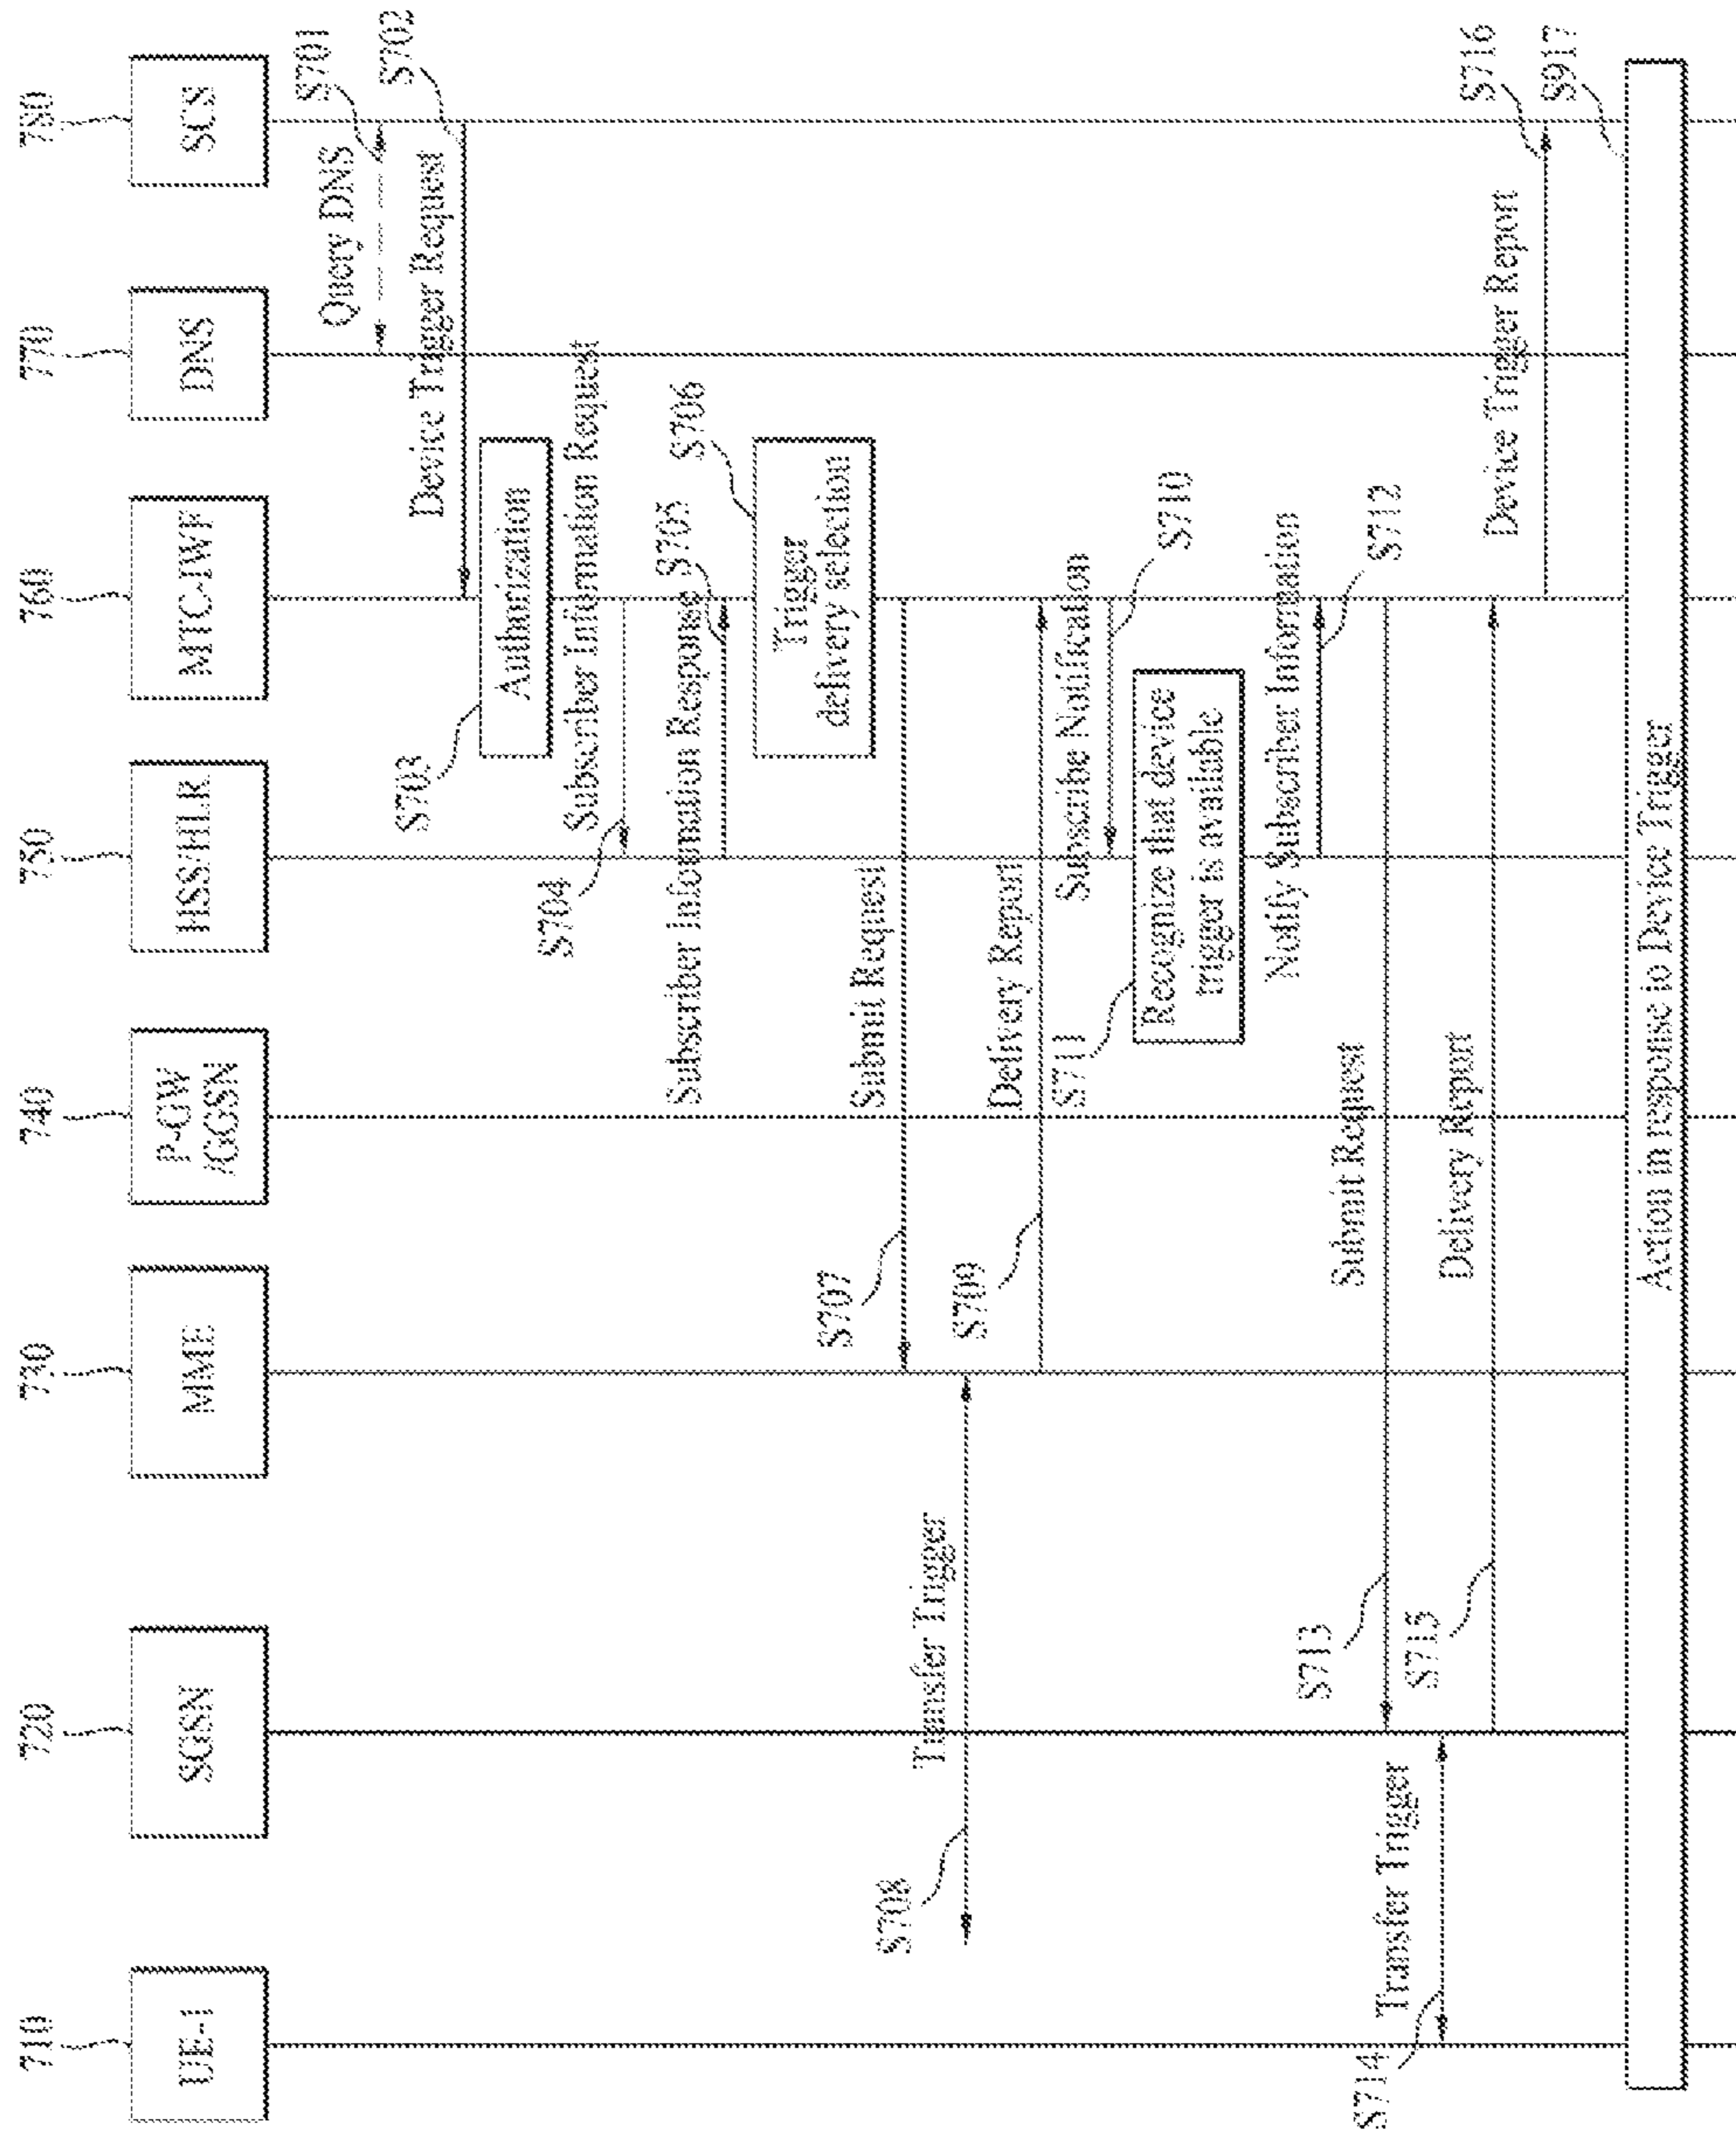 710
720
730
740
750
760
770
780
UE-1
SGSN
MME
P-GW
/GGSN
HSS/HLR
MTC-IWF
DNS
SCS
Query DNS
S701
Device Trigger Request
S702
S703
Authorization
S704
Subscriber Information Request
Subscriber Information Response
S705
Trigger
delivery selection
S706
S707
Submit Request
S708
Transfer Trigger
S709
Delivery Report
Subscribe Notification
S710
S711
Recognize that device
trigger is available
Notify Subscriber Information
S712
S713
Submit Request
S714
Transfer Trigger
S715
Delivery Report
Device Trigger Report
S716
Action in response to Device Trigger
S917